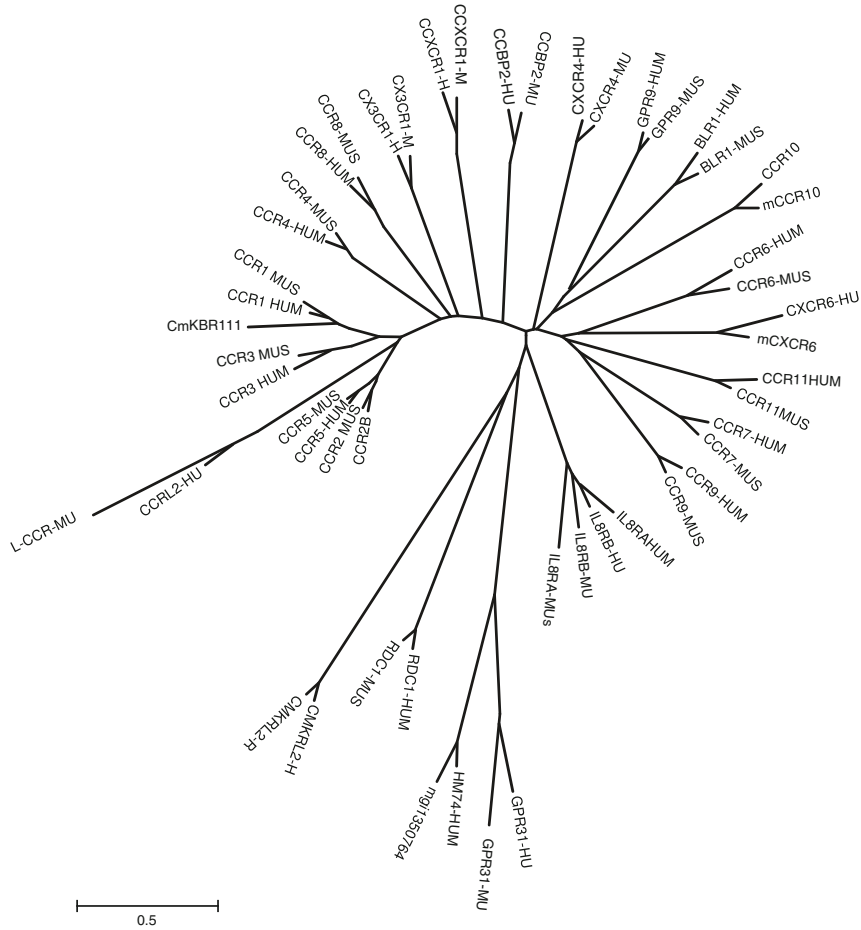 CCXCR1-H
CCXCR1-M
CCBP2-HU
CCBP2-MU
CXCR4-HU
CXCR4-MU
GPR9-HUM
GPR9-MUS
BLR1-HUM
BLR1-MUS
CCR10
mCCR10
CCR6-HUM
CCR6-MUS
CXCR6-HU
mCXCR6
CCR11HUM
CCR11MUS
CCR7-HUM
CCR7-MUS
CCR9-HUM
CCR9-MUS
IL8RAHUM
IL8RB-HU
IL8RB-MU
IL8RA-MUs
GPR31-HU
GPR31-MU
HM74-HUM
mgi1350764
RDC1-HUM
RDC1-MUS
CMKRL2-H
CMKRL2-R
CCR2B
CCR2 MUS
CCR5-HUM
CCR5-MUS
CCRL2-HU
L-CCR-MU
CCR3 HUM
CCR3 MUS
CmKBR111
CCR1 HUM
CCR1 MUS
CCR4-HUM
CCR4-MUS
CCR8-HUM
CCR8-MUS
CX3CR1-H
CX3CR1-M
0.5